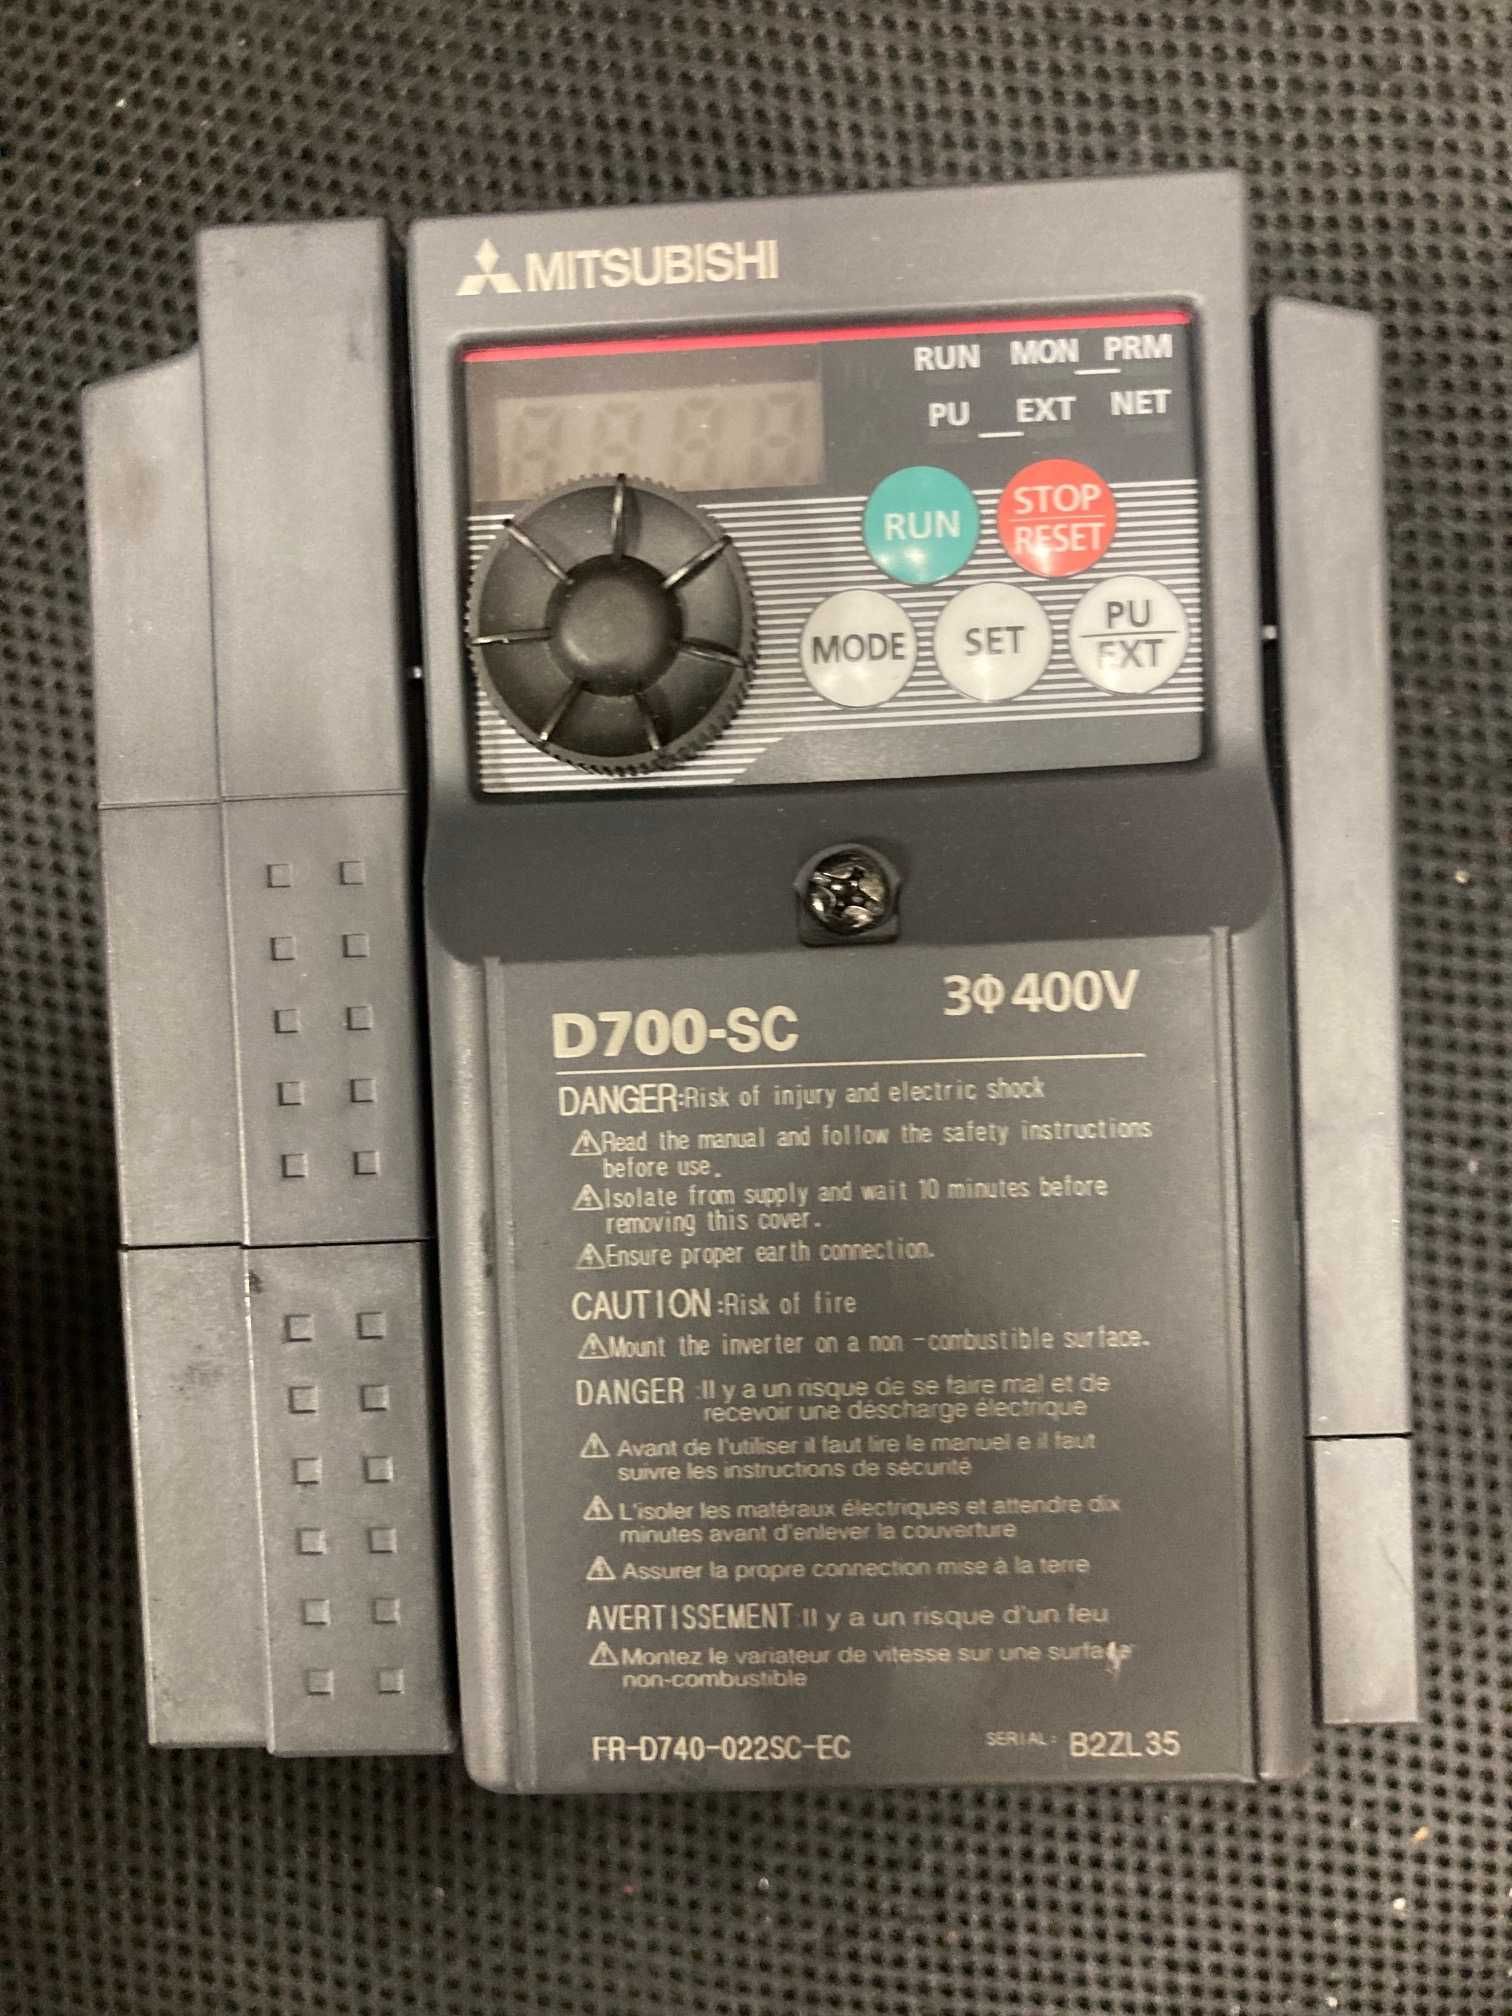 MITSUBISHI
RUN MON PRM
PU EXT NET
RUN
STOP
RESET
MODE
SET
PU
EXT
3Φ400V
D700-SC
DANGER:Risk of injury and electric shock
Read the manual and follow the safety instructions
before use.
Isolate from supply and wait 10 minutes before
removing this cover.
Ensure proper earth connection.
CAUTION:Risk of fire
Mount the inverter on a non-combustible surface.
DANGER:Il y a un risque de se faire mal et de
recevoir une déscharge électrique
Avant de l'utiliser il faut lire le manuel e il faut
suivre les instructions de sécurité
L'isoler les matéraux électriques et attendre dix
minutes avant d'enlever la couverture
Assurer la propre connection mise à la terre
AVERTISSEMENT:Il y a un risque d'un feu
Montez le variateur de vitesse sur une surface
non-combustible
FR-D740-022SC-EC
SERIAL: B2ZL35